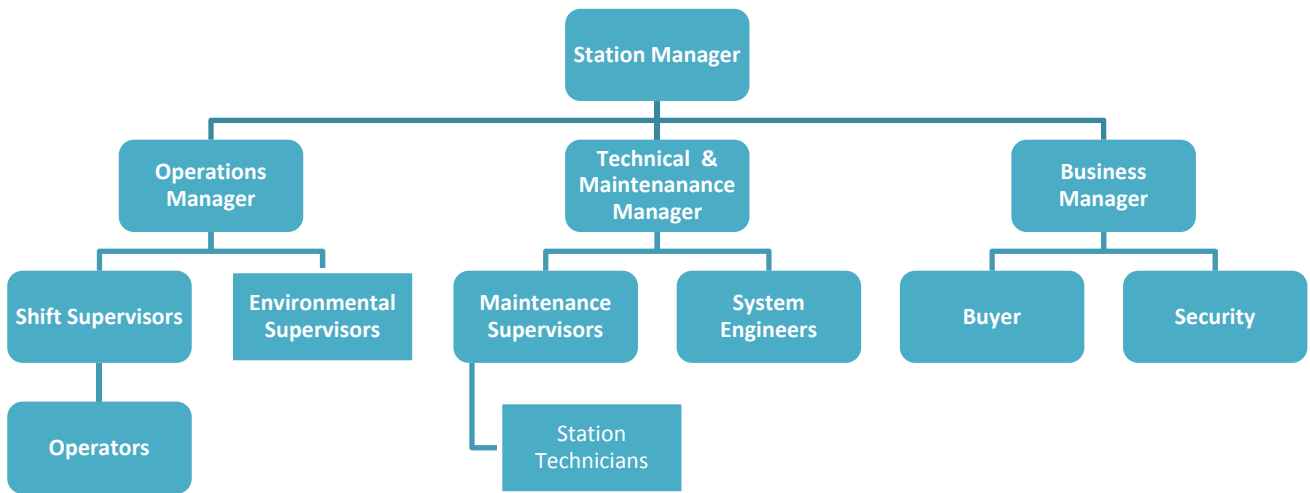 Station Manager
Operations
Manager
Technical &
Maintenanance
Manager
Business
Manager
Shift Supervisors
Environmental
Supervisors
Maintenance
Supervisors
System
Engineers
Buyer
Security
Operators
Station
Technicians